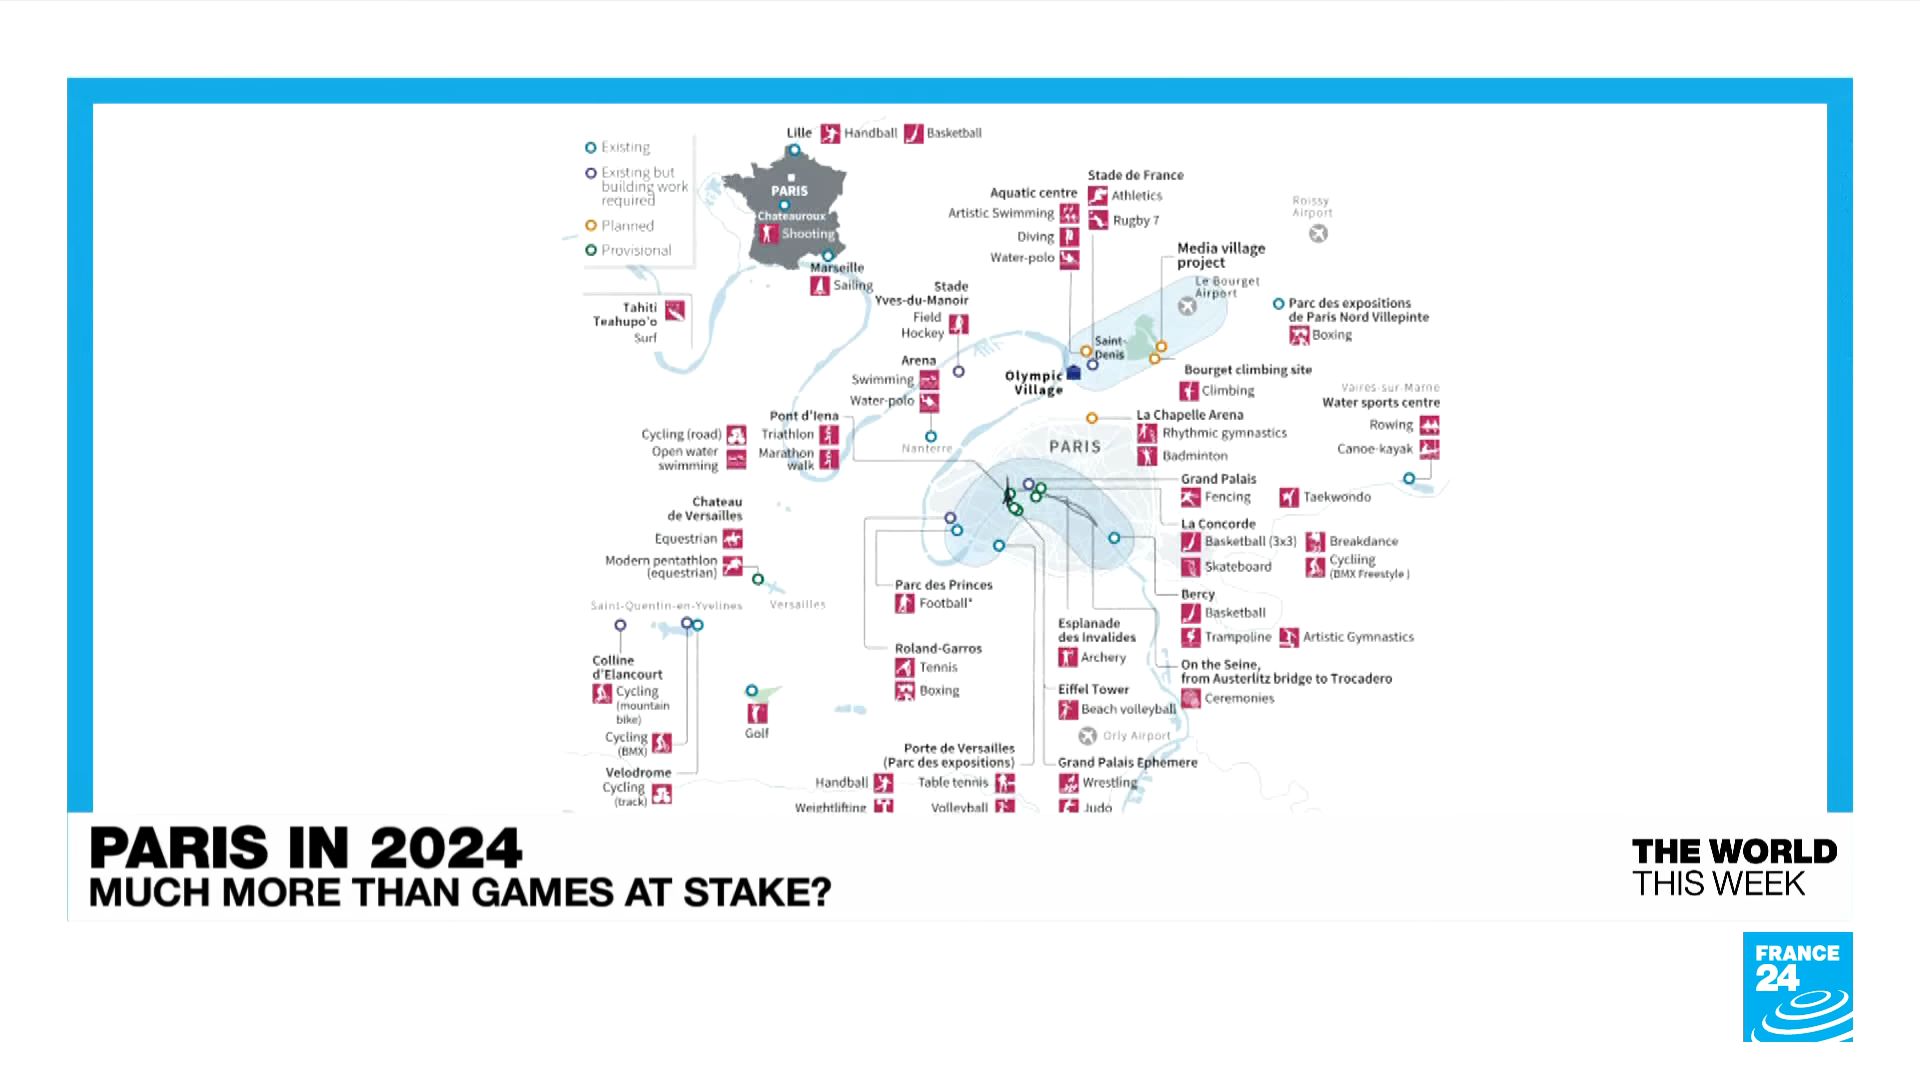 Existing
Existing but
building work
required
Planned
Provisional
Lille
Handball
Basketball
PARIS
Chateauroux
Shooting
Marseille
Sailing
Tahiti
Teahupo'o
Surf
Stade de France
Athletics
Rugby 7
Aquatic centre
Artistic Swimming
Diving
Water-polo
Roissy
Airport
Media village
project
Le Bourget
Airport
Parc des expositions
de Paris Nord Villepinte
Boxing
Stade
Yves-du-Manoir
Field
Hockey
Arena
Swimming
Water-polo
Nanterre
Saint-
Denis
Olympic
Village
Bourget climbing site
Climbing
Vaires-sur-Marne
Water sports centre
Rowing
Canoe-kayak
Pont d'Iena
Cycling (road)
Triathlon
Open water
swimming
Marathon
walk
La Chapelle Arena
Rhythmic gymnastics
Badminton
PARIS
Grand Palais
Fencing
Taekwondo
La Concorde
Basketball (3x3)
Breakdance
Skateboard
Cycliing
(BMX Freestyle )
Chateau
de Versailles
Equestrian
Modern pentathlon
(equestrian)
Saint-Quentin-en-Yvelines
Versailles
Parc des Princes
Football*
Bercy
Basketball
Trampoline
Artistic Gymnastics
Esplanade
des Invalides
Archery
Roland-Garros
Tennis
Boxing
On the Seine,
from Austerlitz bridge to Trocadero
Ceremonies
Colline
d'Elancourt
Cycling
(mountain
bike)
Cycling
(BMX)
Velodrome
Cycling
(track)
Golf
Eiffel Tower
Beach volleyball
Orly Airport
Porte de Versailles
(Parc des expositions)
Handball
Table tennis
Weightlifting
Volleyball
Grand Palais Ephemere
Wrestling
Judo
PARIS IN 2024
MUCH MORE THAN GAMES AT STAKE?
THE WORLD
THIS WEEK
FRANCE
24